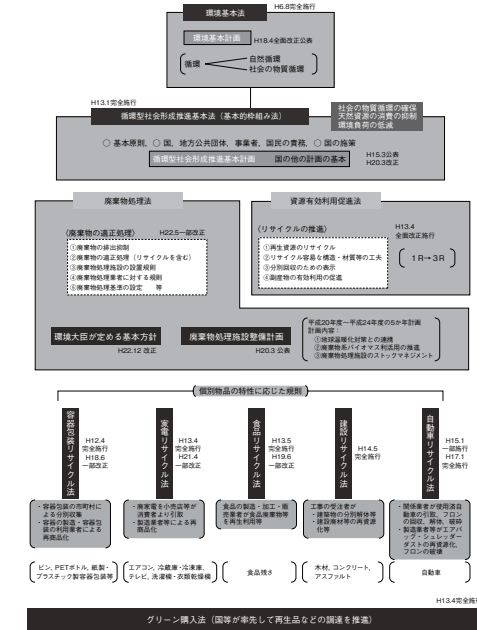 環境基本法
H6.8完全施行
環境基本計画
H18.4全面改正公表
循環
自然循環
社会の物質循環
H13.1完全施行
循環型社会形成推進基本法（基本的枠組み法）
社会の物質循環の確保
天然資源の消費の抑制
環境負荷の低減
○ 基本原則, ○ 国, 地方公共団体, 事業者, 国民の責務, ○ 国の施策
循環型社会形成推進基本計画　国の他の計画の基本
H15.3公表
H20.3改正
廃棄物処理法
〈廃棄物の適正処理〉
H22.5一部改正
①廃棄物の排出抑制
②廃棄物の適正処理（リサイクルを含む）
③廃棄物処理施設の設置規制
④廃棄物処理業者に対する規制
⑤廃棄物処理基準の設定　等
資源有効利用促進法
〈リサイクルの推進〉
H13.4
全面改正施行
①再生資源のリサイクル
②リサイクル容易な構造・材質等の工夫
③分別回収のための表示
④副産物の有効利用の促進
1R→3R
環境大臣が定める基本方針
H22.12 改正
廃棄物処理施設整備計画
H20.3 公表
平成20年度～平成24年度の5か年計画
計画内容：
①地球温暖化対策との連携
②廃棄物系バイオマス利活用の推進
③廃棄物処理施設のストックマネジメント
個別物品の特性に応じた規則
容器包装リサイクル法
H12.4
完全施行
H18.6
一部改正
・容器包装の市町村による分別収集
・容器の製造・容器包装の利用業者による再商品化
ビン, PETボトル, 紙製・
プラスチック製容器包装等
家電リサイクル法
H13.4
完全施行
H21.4
一部改正
・廃家電を小売店等が
消費者より引取
・製造業者等による再
商品化
エアコン, 冷蔵庫・冷凍庫,
テレビ, 洗濯機・衣類乾燥機
食品リサイクル法
H13.5
完全施行
H19.6
一部改正
食品の製造・加工・販
売業者が食品廃棄物等
を再生利用等
食品残さ
建設リサイクル法
H14.5
完全施行
工事の受注者が
・建築物の分別解体等
・建設廃材等の再資源
化等
木材, コンクリート,
アスファルト
自動車リサイクル法
H15.1
一部施行
H17.1
完全施行
・関係業者が使用済自
動車の引取, フロン
の回収, 解体, 破砕
・製造業者等がエアバ
ッグ・シュレッダー
ダストの再資源化,
フロンの破壊
自動車
H13.4完全施行
グリーン購入法（国等が率先して再生品などの調達を推進）